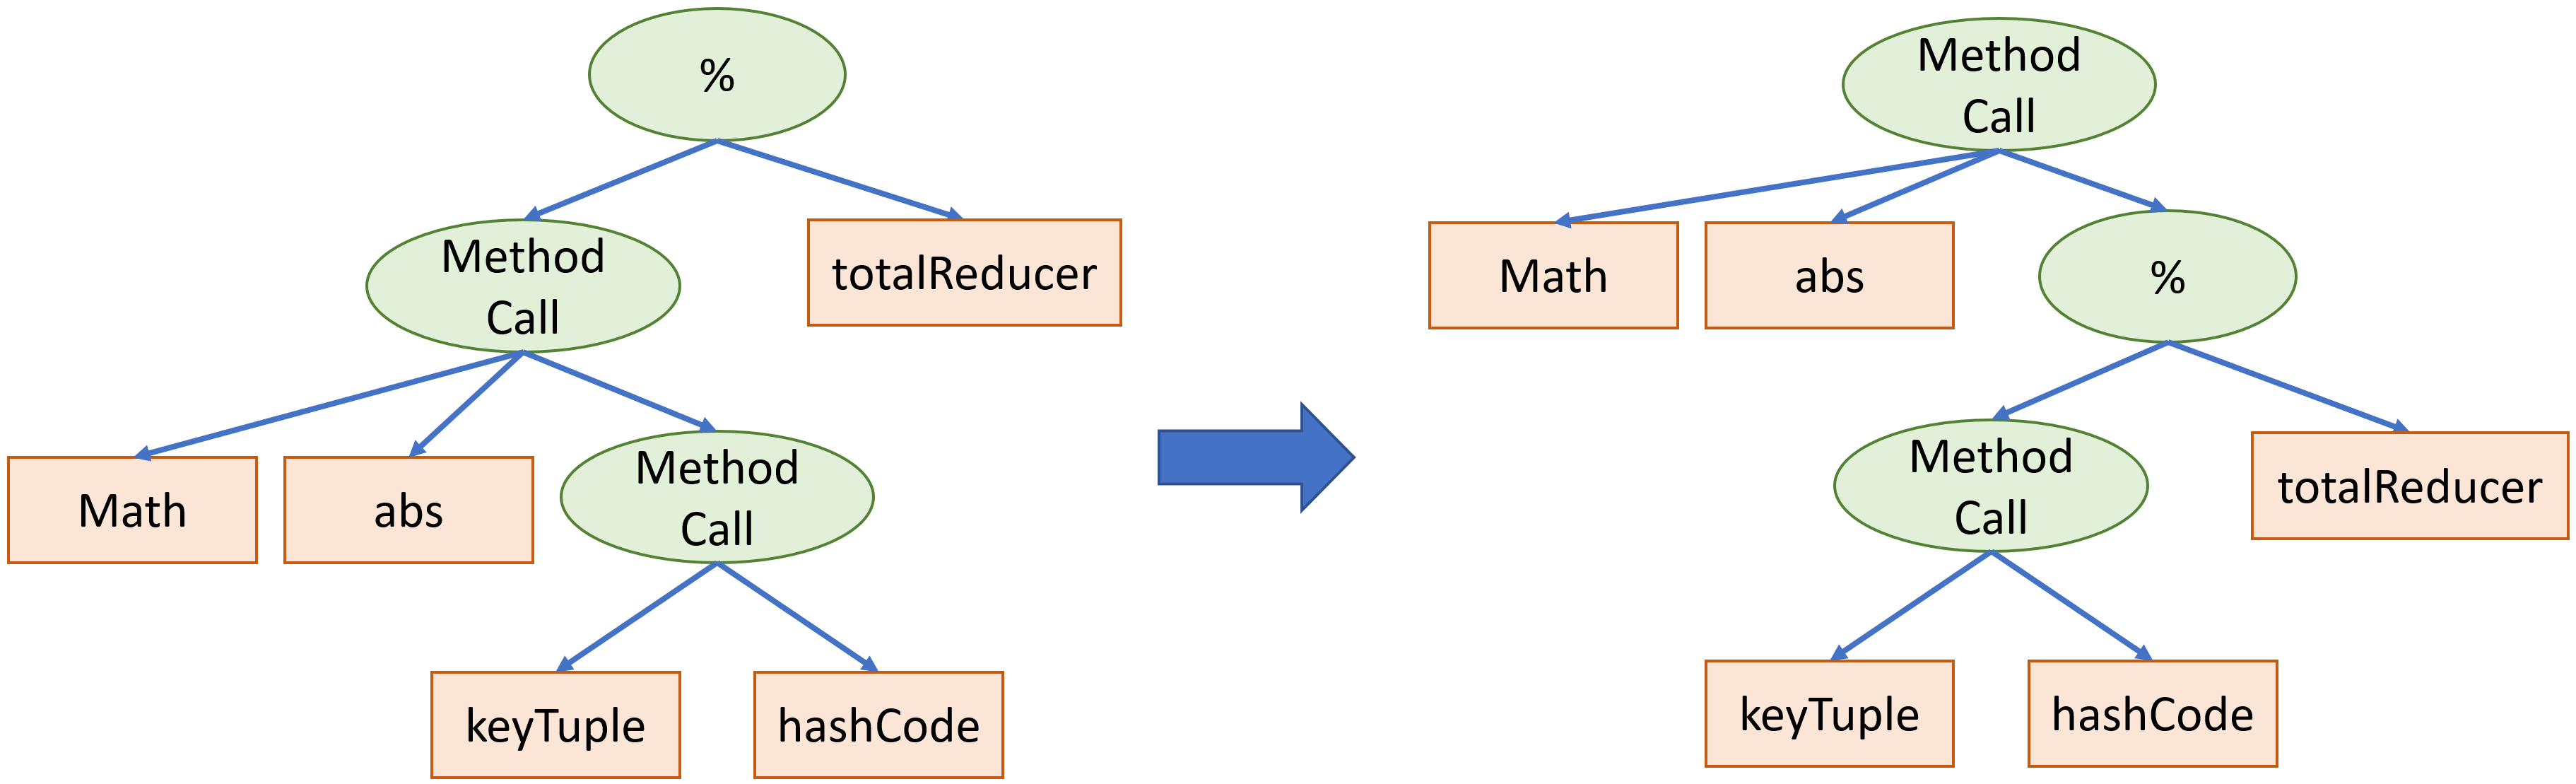 %
Method
Call
totalReducer
Math
abs
Method
Call
keyTuple
hashCode
Method
Call
Math
abs
%
Method
Call
totalReducer
keyTuple
hashCode